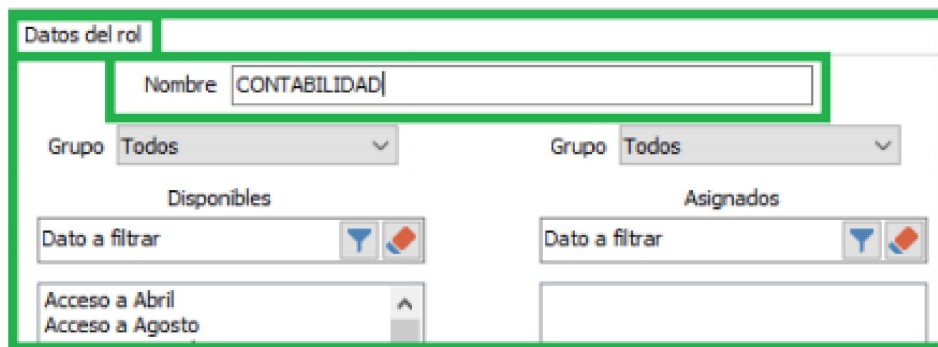 Datos del rol
Nombre CONTABILIDAD
Grupo Todos Grupo Todos
Disponibles Asignados
Dato a filtrar Dato a filtrar
Acceso a Abril
Acceso a Agosto